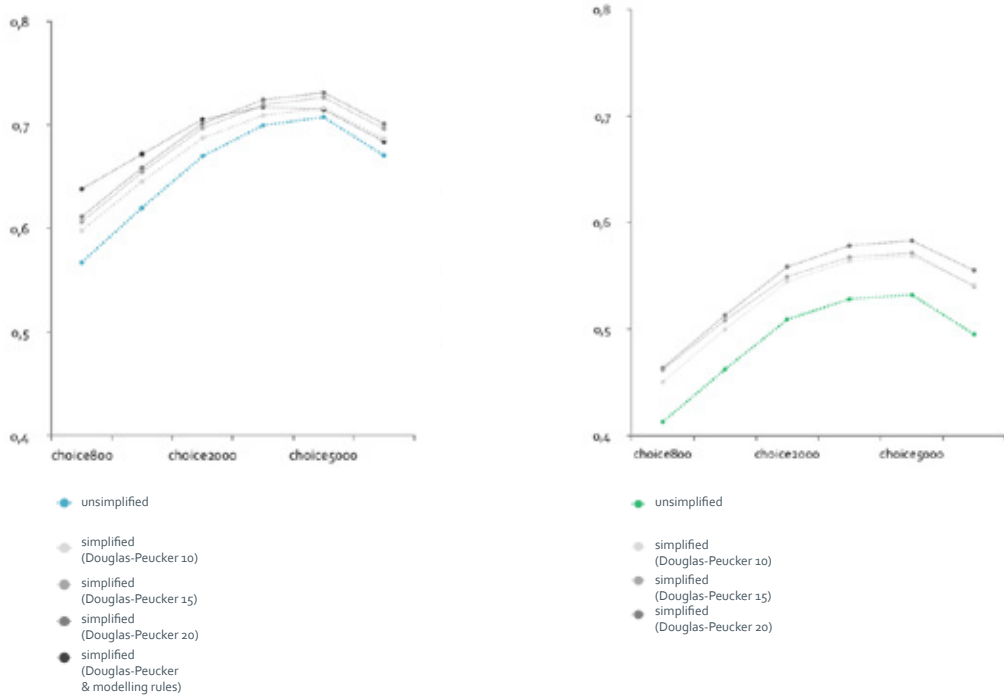 0,8
0,7
0,6
0,5
0,4
choice800 choice2000 choice5000
unsimplified
simplified
(Douglas-Peucker 10)
simplified
(Douglas-Peucker 15)
simplified
(Douglas-Peucker 20)
simplified
(Douglas-Peucker
& modelling rules)
0,8
0,7
0,6
0,5
0,4
choice800 choice2000 choice5000
unsimplified
simplified
(Douglas-Peucker 10)
simplified
(Douglas-Peucker 15)
simplified
(Douglas-Peucker 20)